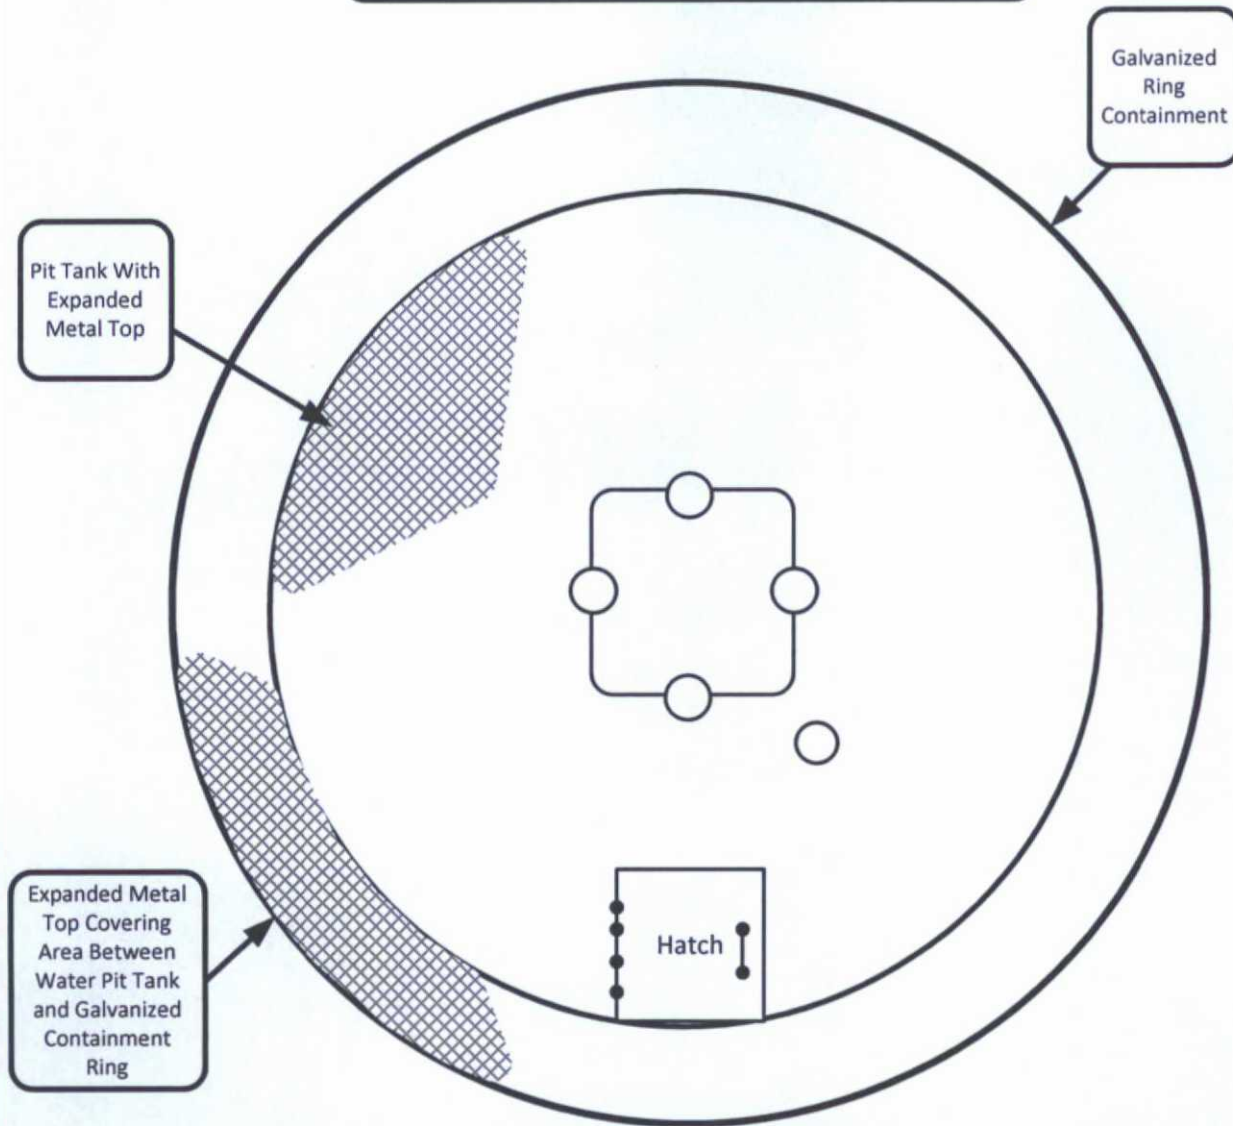 Galvanized
Ring
Containment
Pit Tank With
Expanded
Metal Top
Expanded Metal
Top Covering
Area Between
Water Pit Tank
and Galvanized
Containment
Ring
Hatch